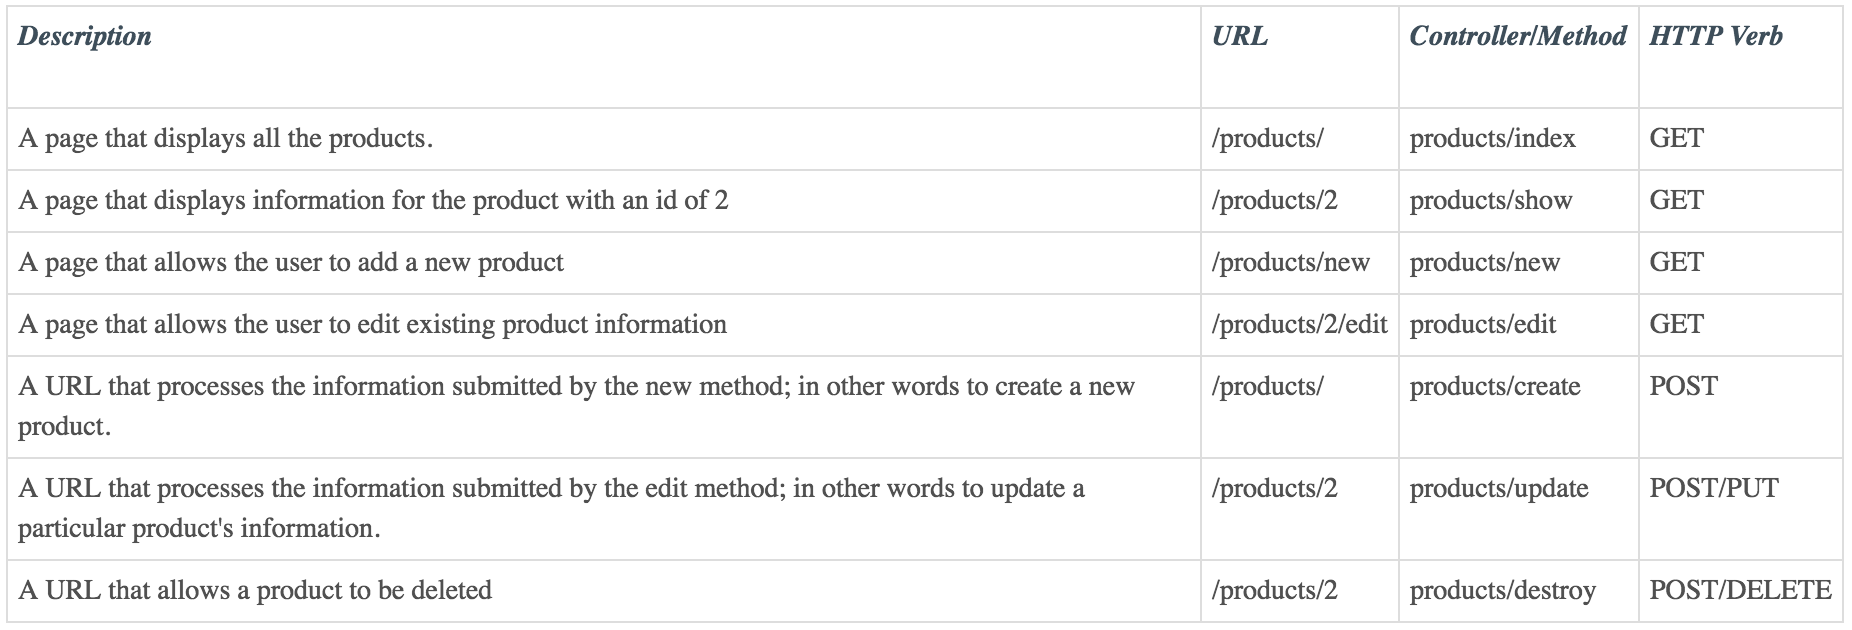 Description URL Controller/Method HTTP Verb
A page that displays all the products. /products/ products/index GET
A page that displays information for the product with an id of 2 /products/2 products/show GET
A page that allows the user to add a new product /products/new products/new GET
A page that allows the user to edit existing product information /products/2/edit products/edit GET
A URL that processes the information submitted by the new method; in other words to create a new /products/ products/create POST
product.
A URL that processes the information submitted by the edit method; in other words to update a /products/2 products/update POST/PUT
particular product's information.
A URL that allows a product to be deleted /products/2 products/destroy POST/DELETE